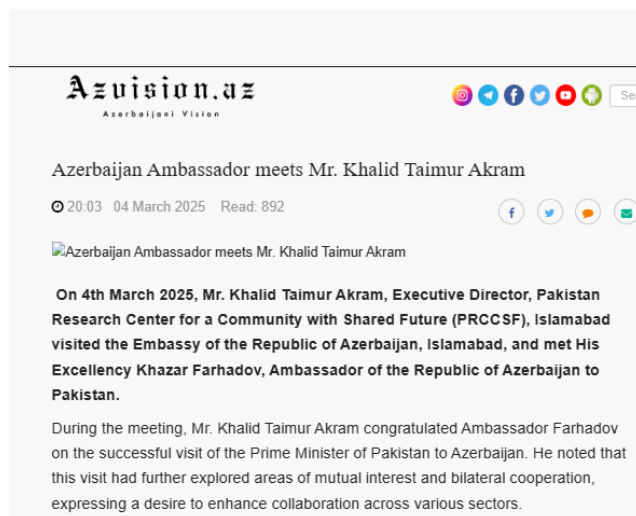 Azvision.az
Azerbaijani Vision
Sea
Azerbaijan Ambassador meets Mr. Khalid Taimur Akram
20:03 04 March 2025 Read: 892
Azerbaijan Ambassador meets Mr. Khalid Taimur Akram
On 4th March 2025, Mr. Khalid Taimur Akram, Executive Director, Pakistan
Research Center for a Community with Shared Future (PRCCSF), Islamabad
visited the Embassy of the Republic of Azerbaijan, Islamabad, and met His
Excellency Khazar Farhadov, Ambassador of the Republic of Azerbaijan to
Pakistan.
During the meeting, Mr. Khalid Taimur Akram congratulated Ambassador Farhadov
on the successful visit of the Prime Minister of Pakistan to Azerbaijan. He noted that
this visit had further explored areas of mutual interest and bilateral cooperation,
expressing a desire to enhance collaboration across various sectors.